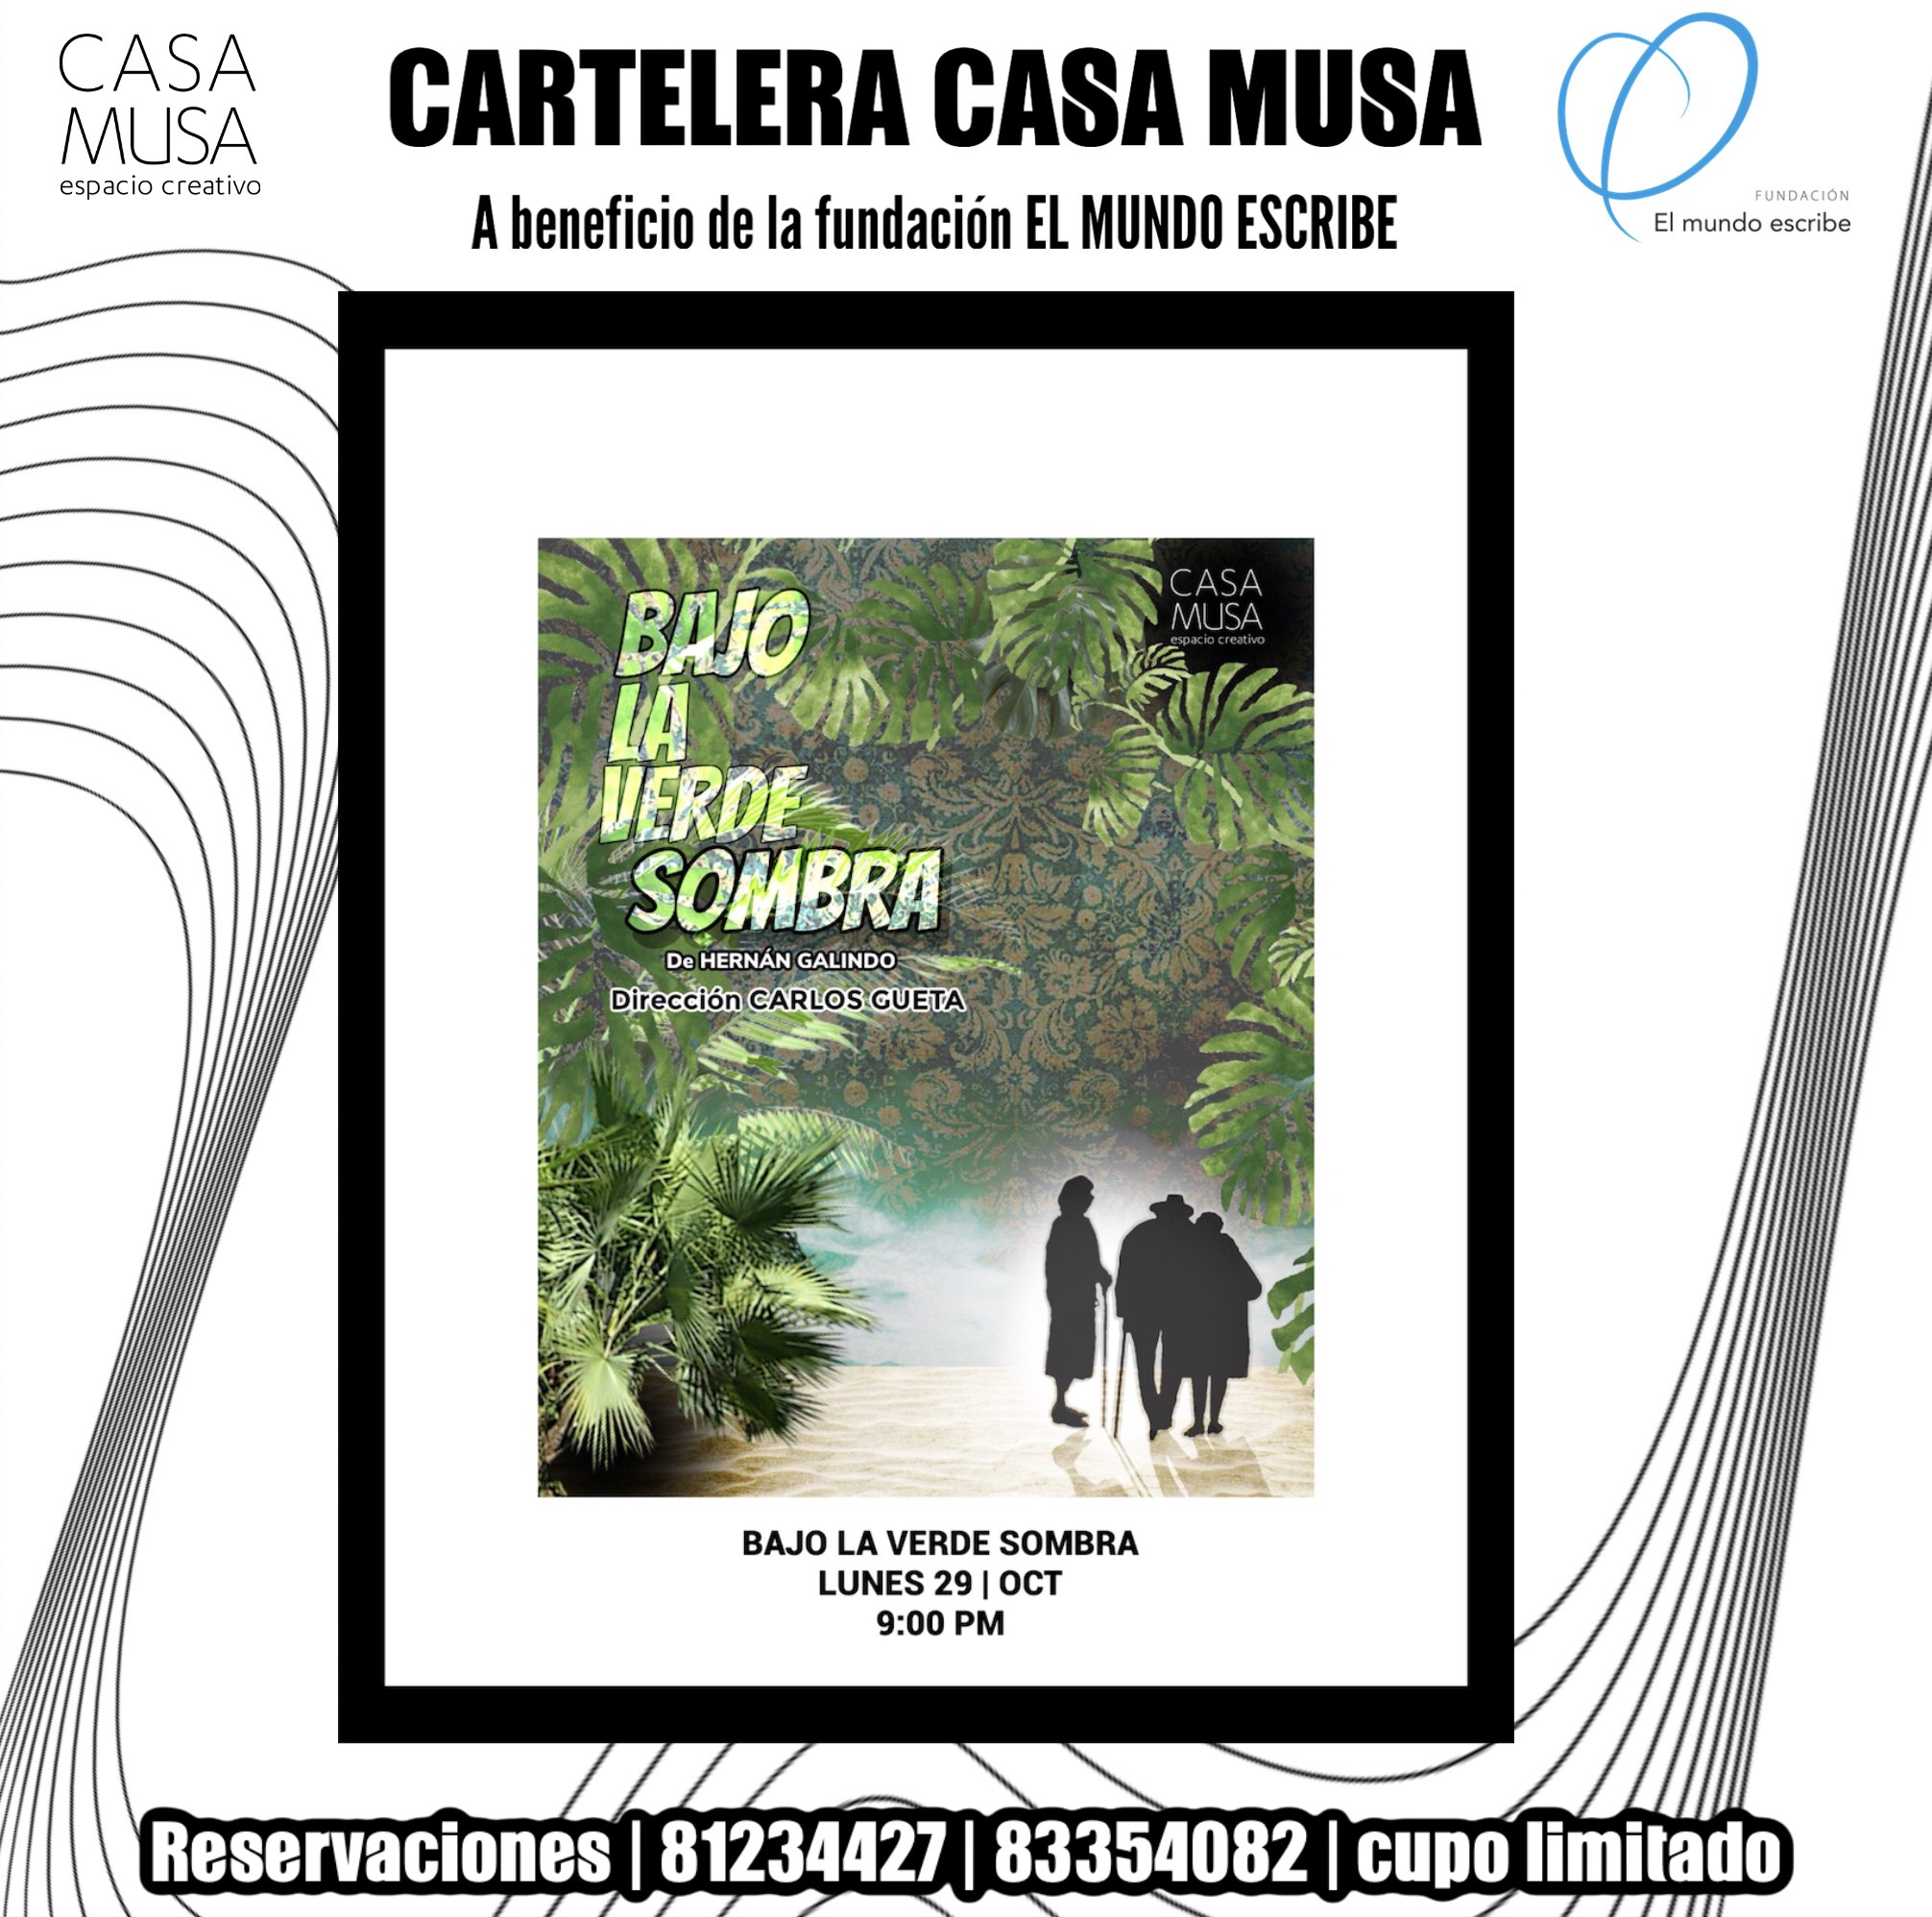 CASA
MUSA
espacio creativo
CARTELERA CASA MUSA
A beneficio de la fundación EL MUNDO ESCRIBE
FUNDACIÓN
El mundo escribe
CASA
MUSA
espacio creativo
BAJO
LA
VERDE
SOMBRA
De HERNÁN GALINDO
Dirección CARLOS GUETA
BAJO LA VERDE SOMBRA
LUNES 29 | OCT
9:00 PM
Reservaciones | 81234427 | 83354082 | cupo limitado